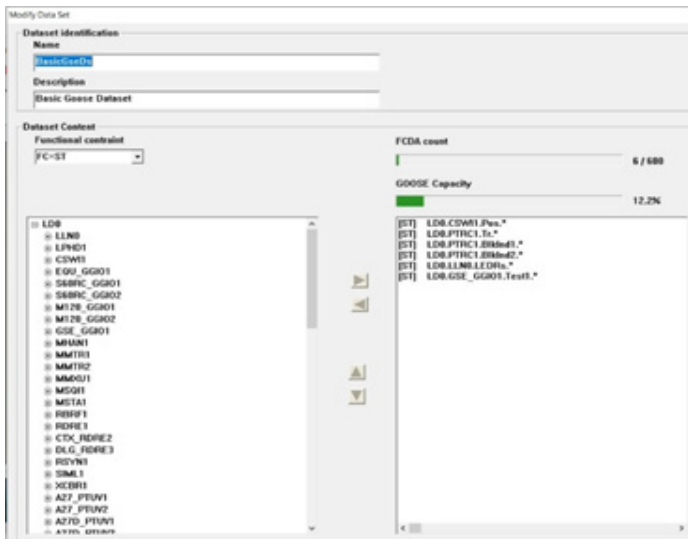 Modify Data Set
Dataset identification
Name
BasicGseDs
Description
Basic Goose Dataset
Dataset Content
Functional contraint
FC=ST
FCDA count
6 / 600
GOOSE Capacity
12.2%
LD0
LLN0
LPHD1
CSWI1
EQU_GGIO1
S60RC_GGIO1
S60RC_GGIO2
M120_GGIO1
M120_GGIO2
GSE_GGIO1
MHAN1
MMTR1
MMTR2
MMXU1
MSQI1
MSTA1
RBRF1
RDRE1
CTX_RDRE2
DLG_RDRE3
RSYN1
SIML1
XCBR1
A27_PTUV1
A27_PTUV2
A27D_PTUV1
A27D_PTUV2
[ST] LD0.CSWI1.Pos.*
[ST] LD0.PTRC1.Tr.*
[ST] LD0.PTRC1.BlkInd1.*
[ST] LD0.PTRC1.BlkInd2.*
[ST] LD0.LLN0.LEDRs.*
[ST] LD0.GSE_GGIO1.Test1.*